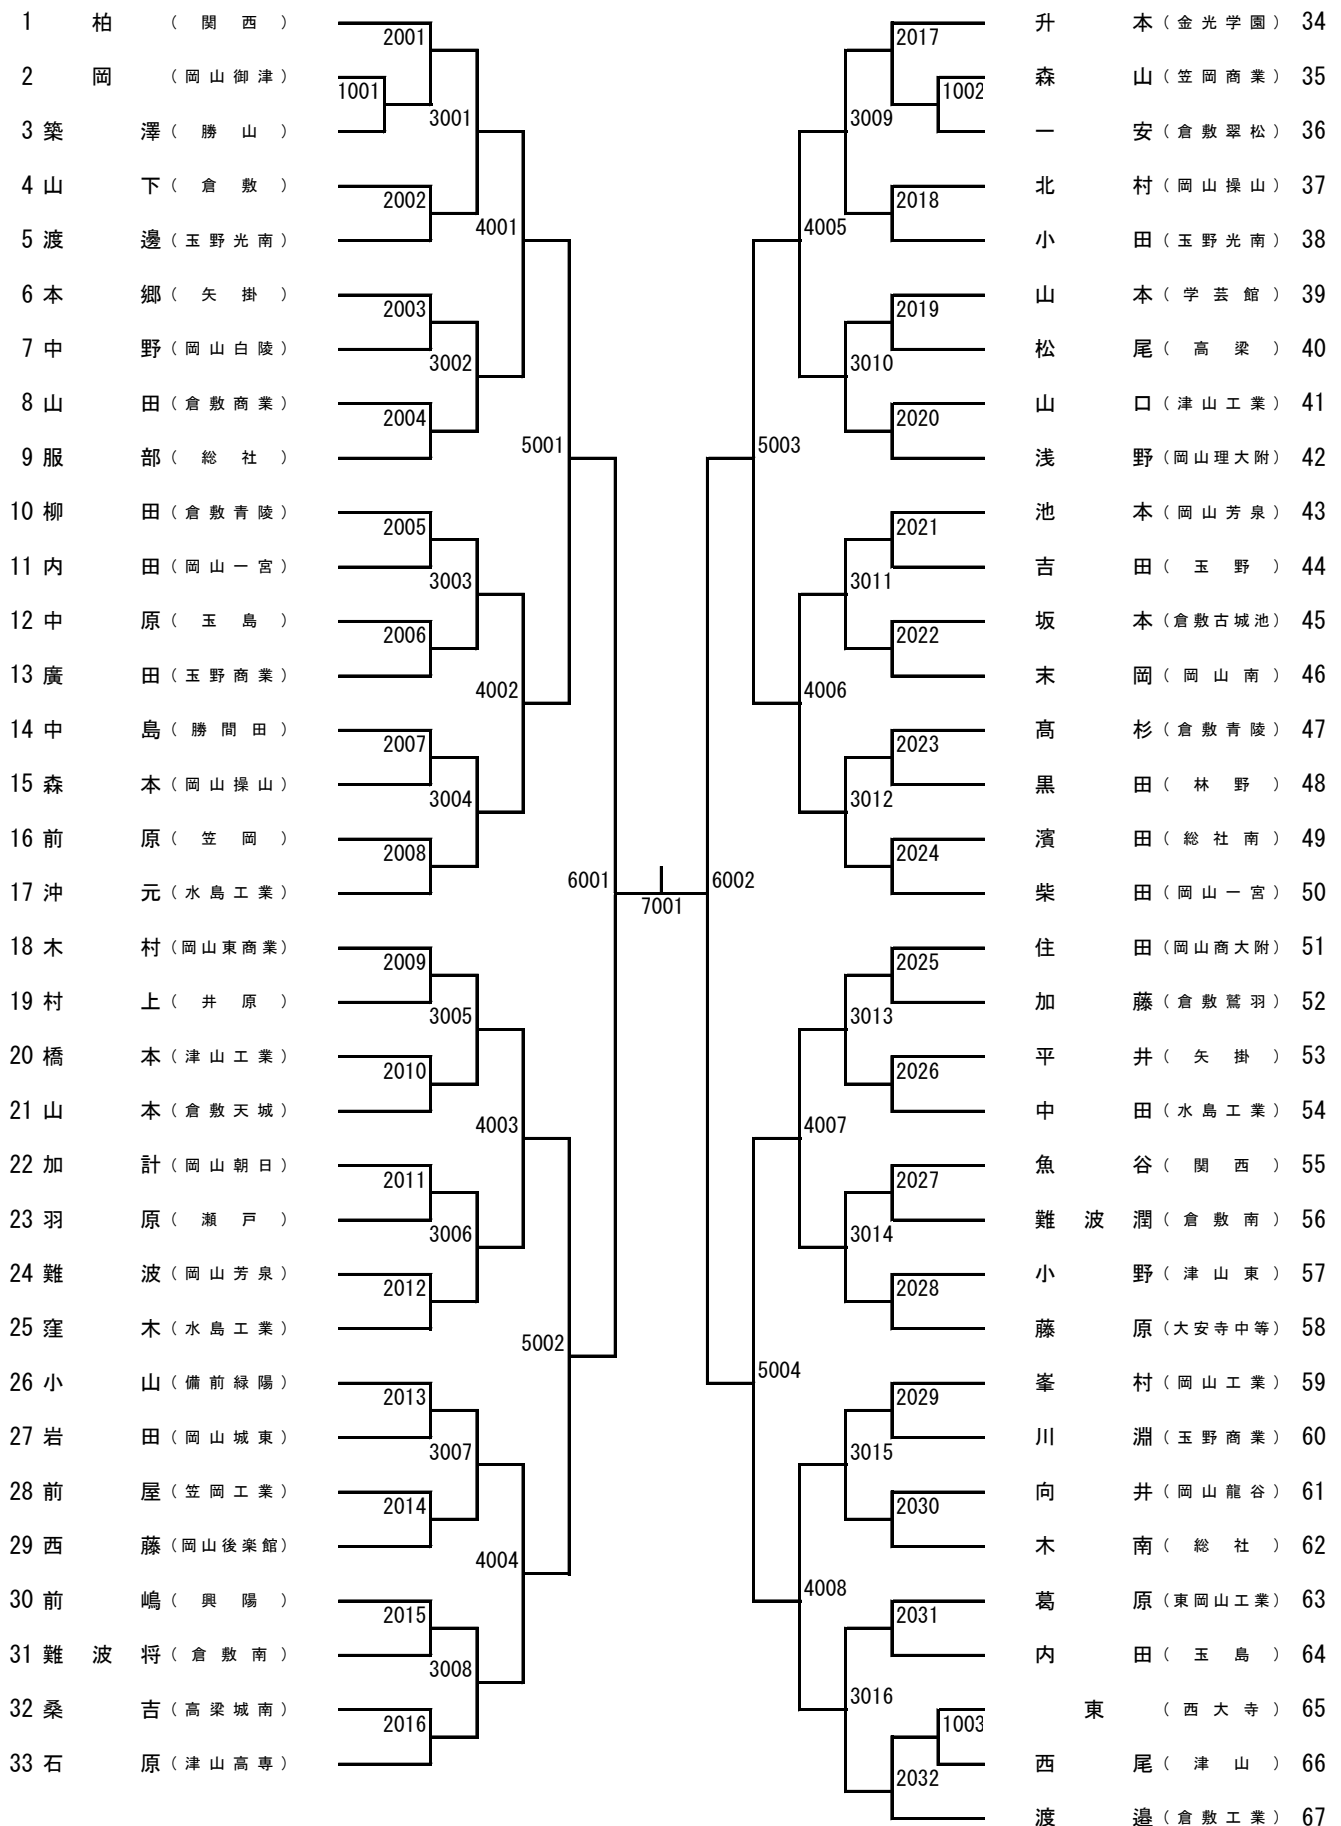 1 柏 （ 関 西 ）
2001
2 岡 （岡山御津）
1001
3001
3 築 澤（ 勝 山 ）
4 山 下（ 倉 敷 ）
2002
4001
5 渡 邊（玉野光南）
6 本 郷（ 矢 掛 ）
2003
7 中 野（岡山白陵）
3002
8 山 田（倉敷商業）
2004
5001
9 服 部（ 総 社 ）
10 柳 田（倉敷青陵）
2005
11 内 田（岡山一宮）
3003
12 中 原（ 玉 島 ）
2006
13 廣 田（玉野商業）
4002
14 中 島（勝間田）
2007
15 森 本（岡山操山）
3004
16 前 原（ 笠 岡 ）
2008
6001
17 沖 元（水島工業）
7001
18 木 村（岡山東商業）
2009
19 村 上（ 井 原 ）
3005
20 橋 本（津山工業）
2010
21 山 本（倉敷天城）
4003
22 加 計（岡山朝日）
2011
23 羽 原（ 瀬 戸 ）
3006
24 難 波（岡山芳泉）
2012
25 窪 木（水島工業）
5002
26 小 山（備前緑陽）
2013
27 岩 田（岡山城東）
3007
28 前 屋（笠岡工業）
2014
29 西 藤（岡山後楽館）
4004
30 前 嶋（ 興 陽 ）
2015
31 難 波 将（倉敷南）
3008
32 桑 吉（高梁城南）
2016
33 石 原（津山高専）
升 本（金光学園） 34
2017
森 山（笠岡商業） 35
1002
3009
一 安（倉敷翠松） 36
北 村（岡山操山） 37
2018
4005
小 田（玉野光南） 38
山 本（学芸館） 39
2019
松 尾（ 高 梁 ） 40
3010
山 口（津山工業） 41
2020
5003
浅 野（岡山理大附） 42
池 本（岡山芳泉） 43
2021
吉 田（ 玉 野 ） 44
3011
坂 本（倉敷古城池） 45
2022
末 岡（岡山南） 46
4006
髙 杉（倉敷青陵） 47
2023
黒 田（ 林 野 ） 48
3012
濱 田（総社南） 49
2024
6002
柴 田（岡山一宮） 50
住 田（岡山商大附） 51
2025
加 藤（倉敷鷲羽） 52
3013
平 井（ 矢 掛 ） 53
2026
中 田（水島工業） 54
4007
魚 谷（ 関 西 ） 55
2027
難 波 潤（倉敷南） 56
3014
小 野（津山東） 57
2028
藤 原（大安寺中等） 58
5004
峯 村（岡山工業） 59
2029
川 淵（玉野商業） 60
3015
向 井（岡山龍谷） 61
2030
木 南（ 総 社 ） 62
4008
葛 原（東岡山工業） 63
2031
内 田（ 玉 島 ） 64
3016
東 （西大寺） 65
1003
西 尾（ 津 山 ） 66
2032
渡 邉（倉敷工業） 67